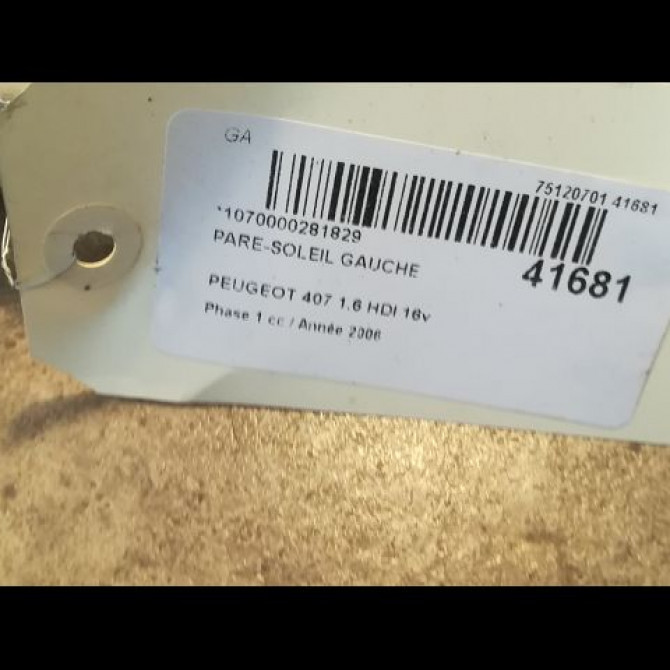 GA
75120701 41681
*1070000281829
PARE-SOLEIL GAUCHE
41681
PEUGEOT 407 1.6 HDI 16v
Phase 1 cc / Année 2006